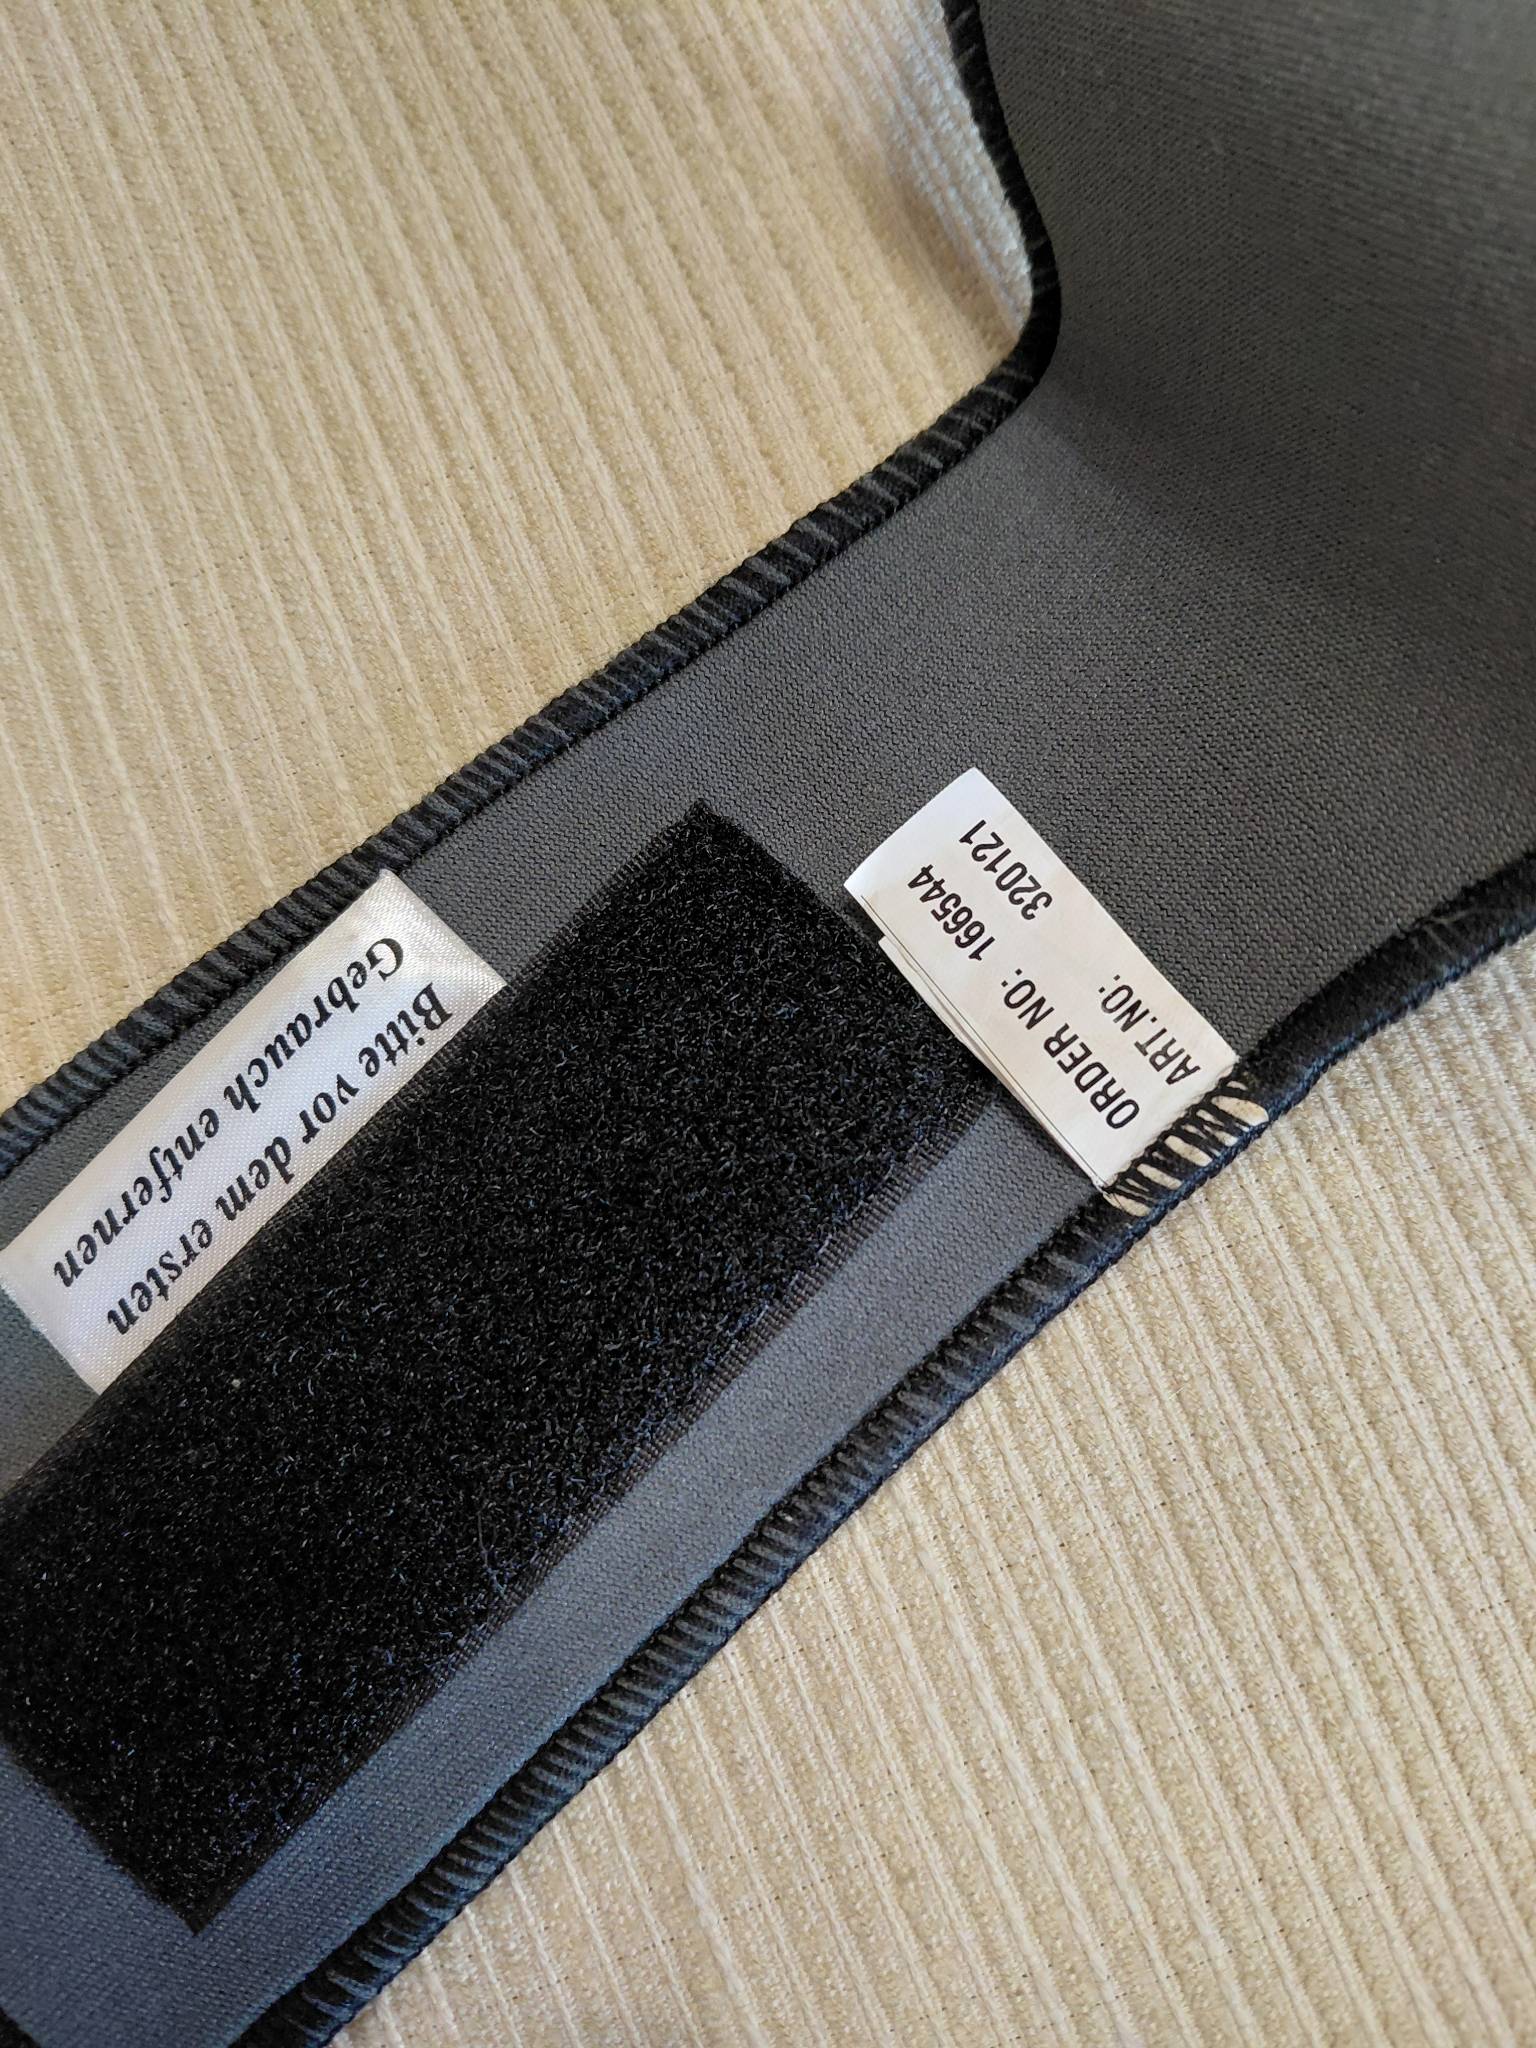 Bitte vor dem ersten
Gebrauch entfernen
ORDER NO: 166544
ART.NO: 320121